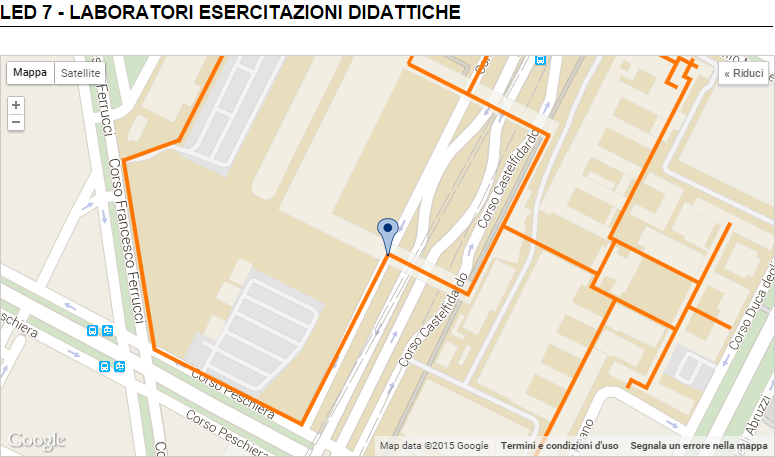 LED 7 - LABORATORI ESERCITAZIONI DIDATTICHE
Mappa
Satellite
« Riduci
+
−
Ferrucci
Corso Francesco Ferrucci
Corso Castelfidardo
Corso Castelfidardo
Corso Duca degli
Abruzzi
Peschiera
Corso Peschiera
Corso Peschiera
Google
Map data ©2015 Google
Termini e condizioni d'uso
Segnala un errore nella mappa